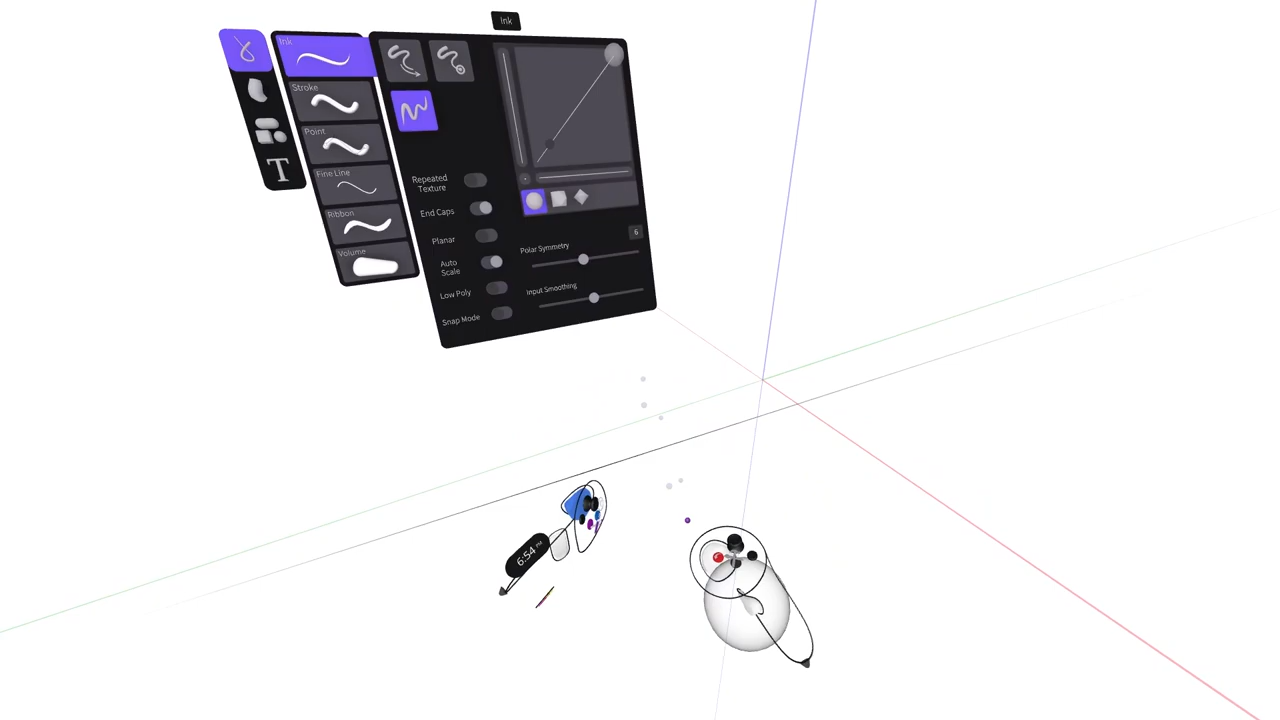 Ink
Ink
Stroke
Point
Fine Line
Ribbon
Volume
T
Repeated
Texture
End Caps
Planar
Auto
Scale
Low Poly
Snap Mode
6
Polar Symmetry
Input Smoothing
6:54 PM